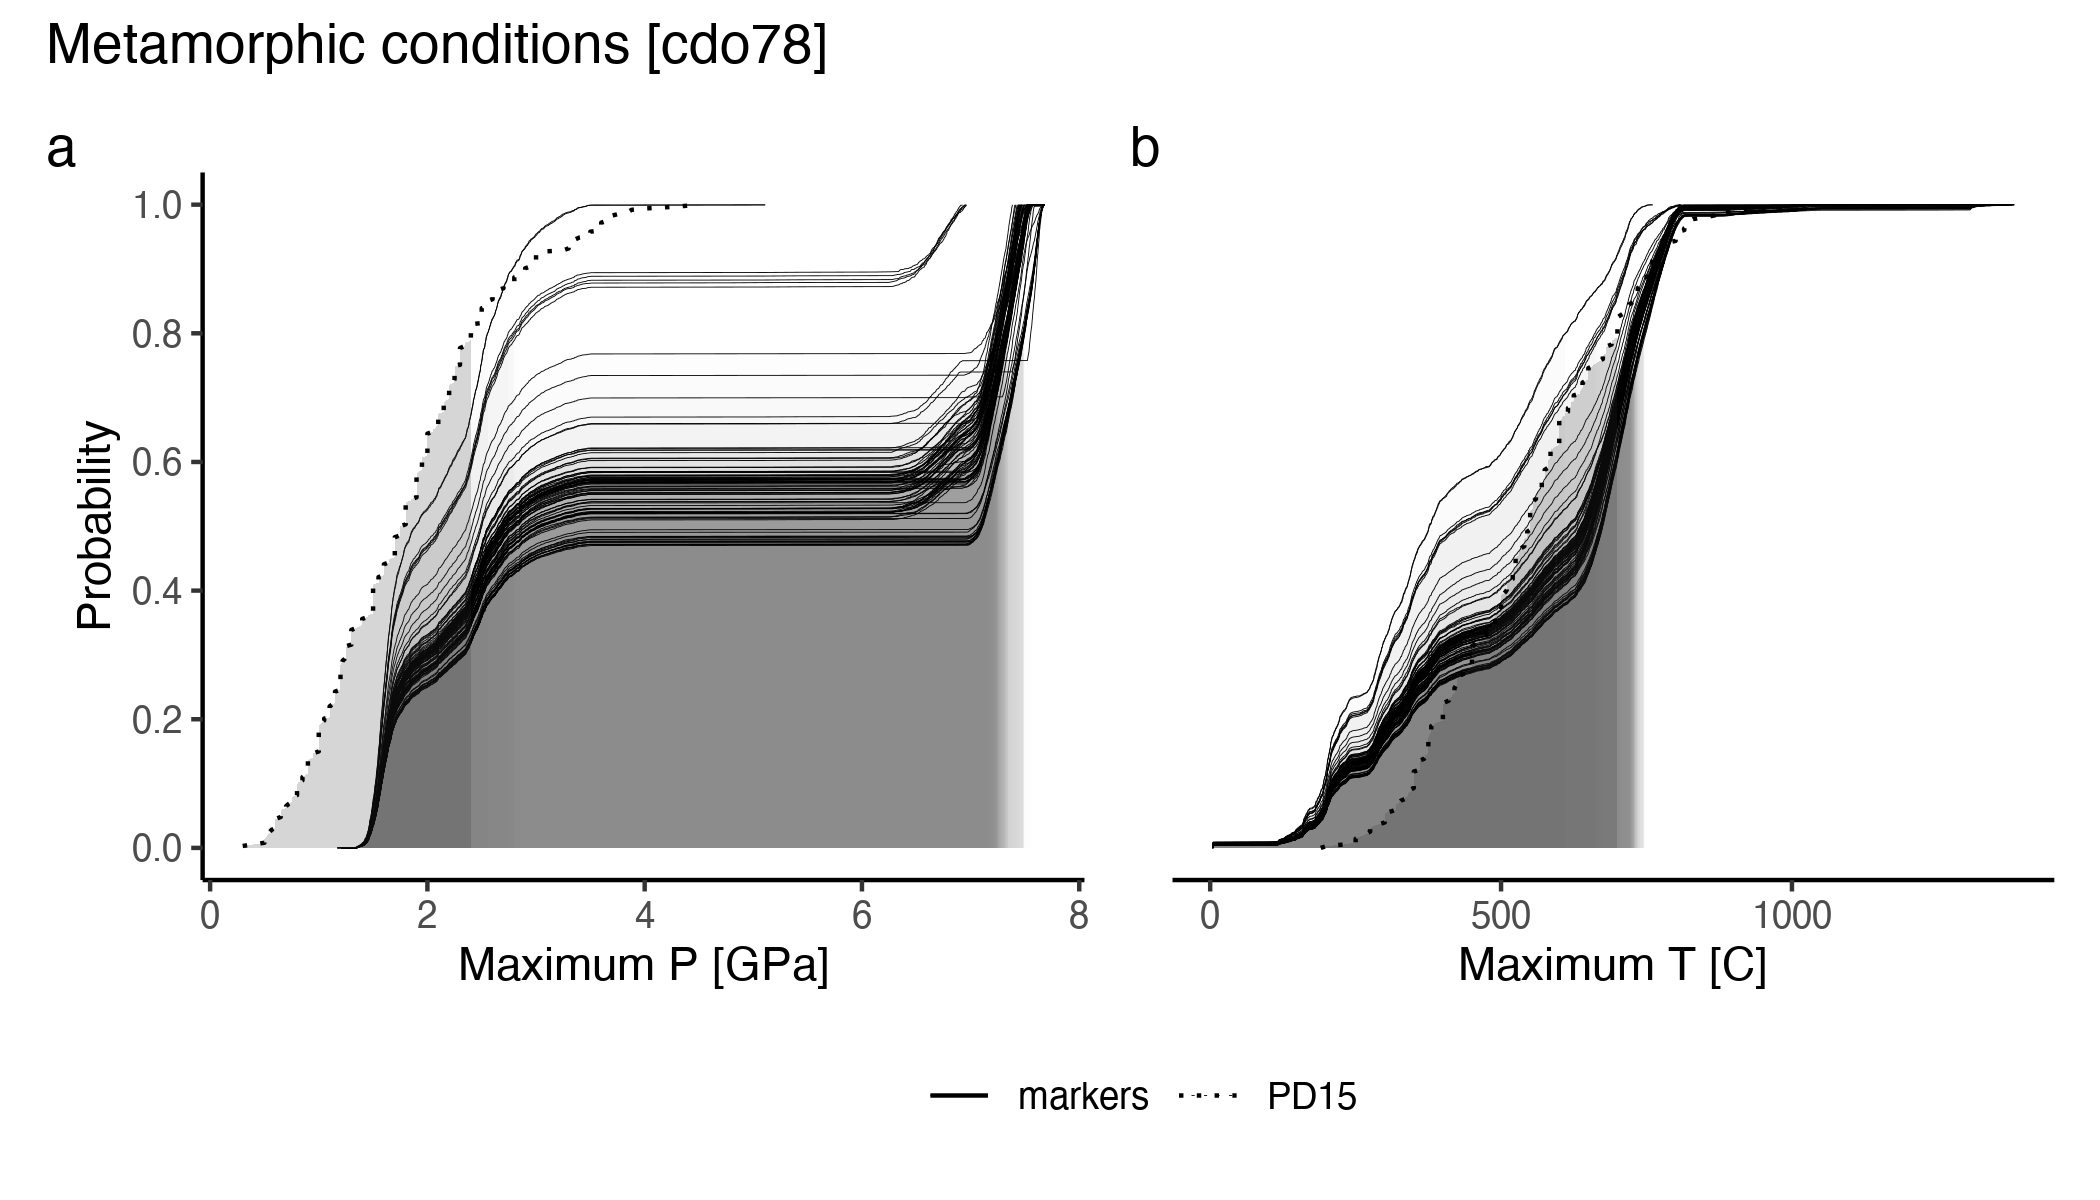 Metamorphic conditions [cdo78]
a
b
Probability
1.0
0.8
0.6
0.4
0.2
0.0
0 2 4 6 8
Maximum P [GPa]
0 500 1000
Maximum T [C]
markers PD15